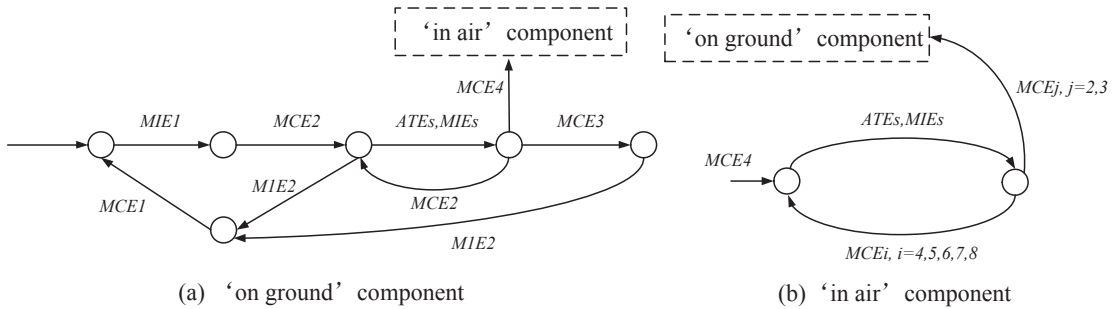 ‘in air’ component
‘on ground’ component
MCE4
MCEj, j=2,3
MIE1
MCE2
ATEs,MIEs
MCE3
ATEs,MIEs
MCE4
M1E2
MCE1
MCE2
M1E2
MCEi, i=4,5,6,7,8
(a) ‘on ground’ component
(b) ‘in air’ component